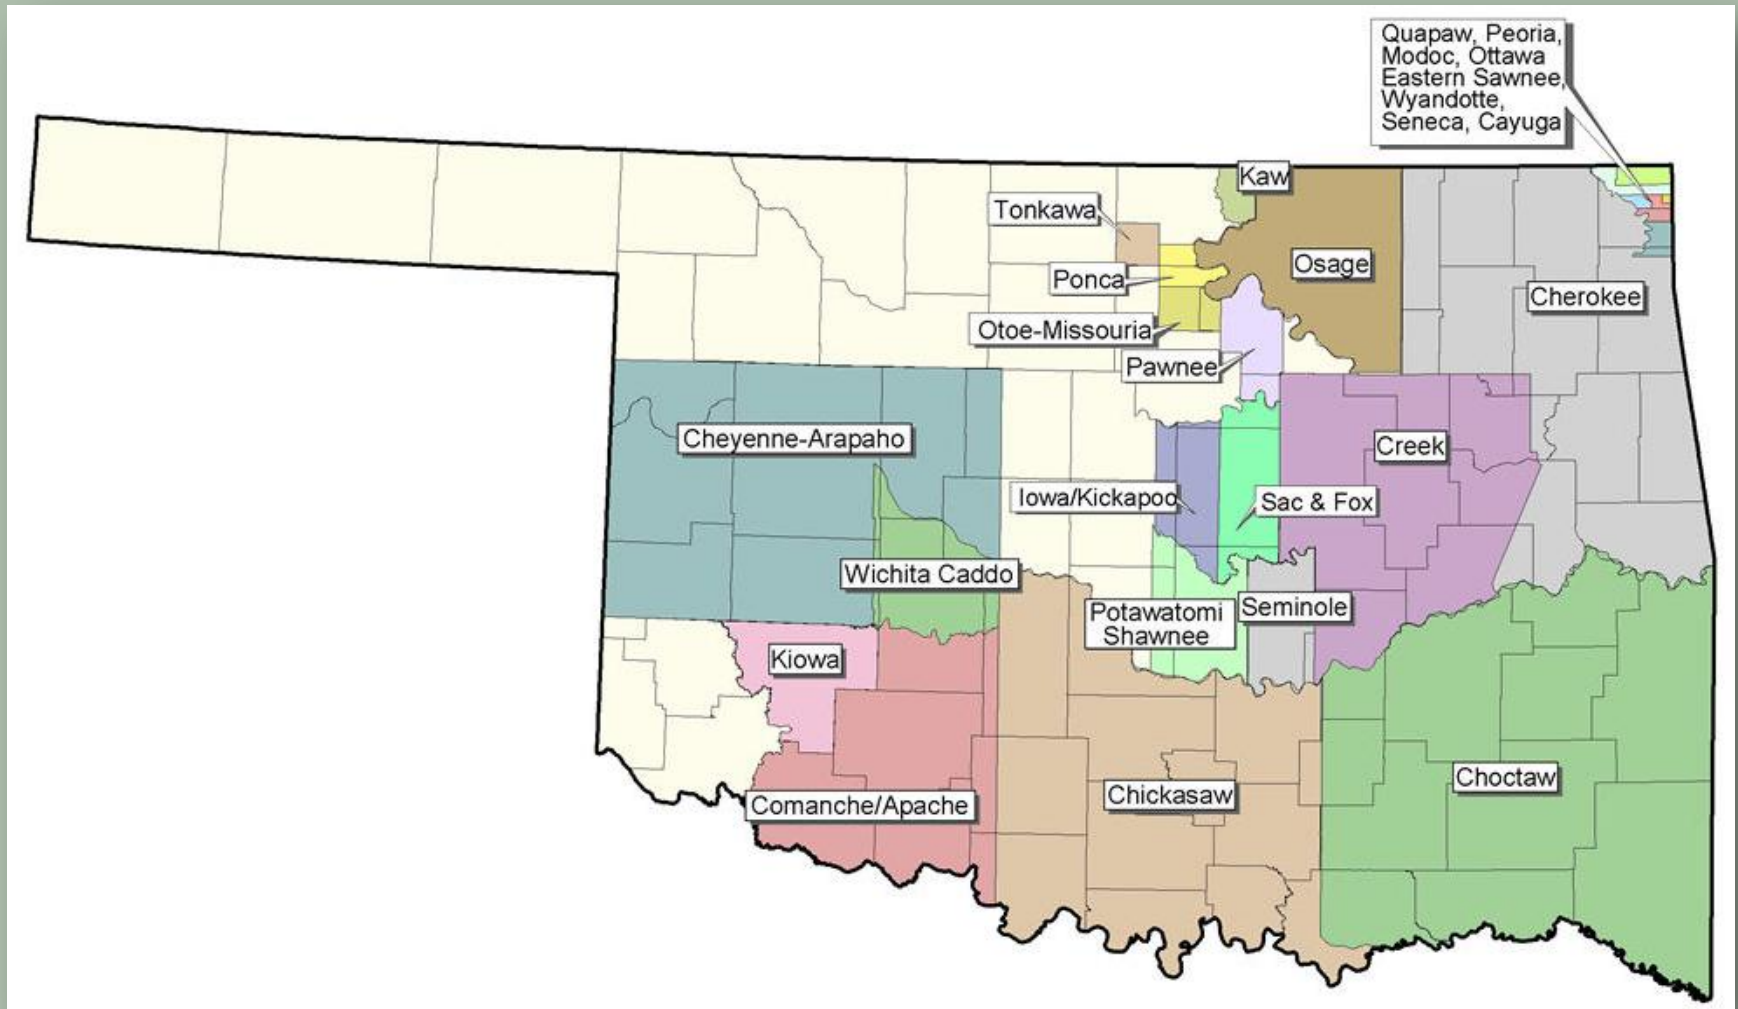 Quapaw, Peoria,
Modoc, Ottawa
Eastern Sawnee,
Wyandotte,
Seneca, Cayuga
Kaw
Tonkawa
Osage
Ponca
Cherokee
Otoe-Missouria
Pawnee
Cheyenne-Arapaho
Creek
Iowa/Kickapoo
Sac & Fox
Wichita Caddo
Potawatomi
Shawnee
Seminole
Kiowa
Choctaw
Chickasaw
Comanche/Apache